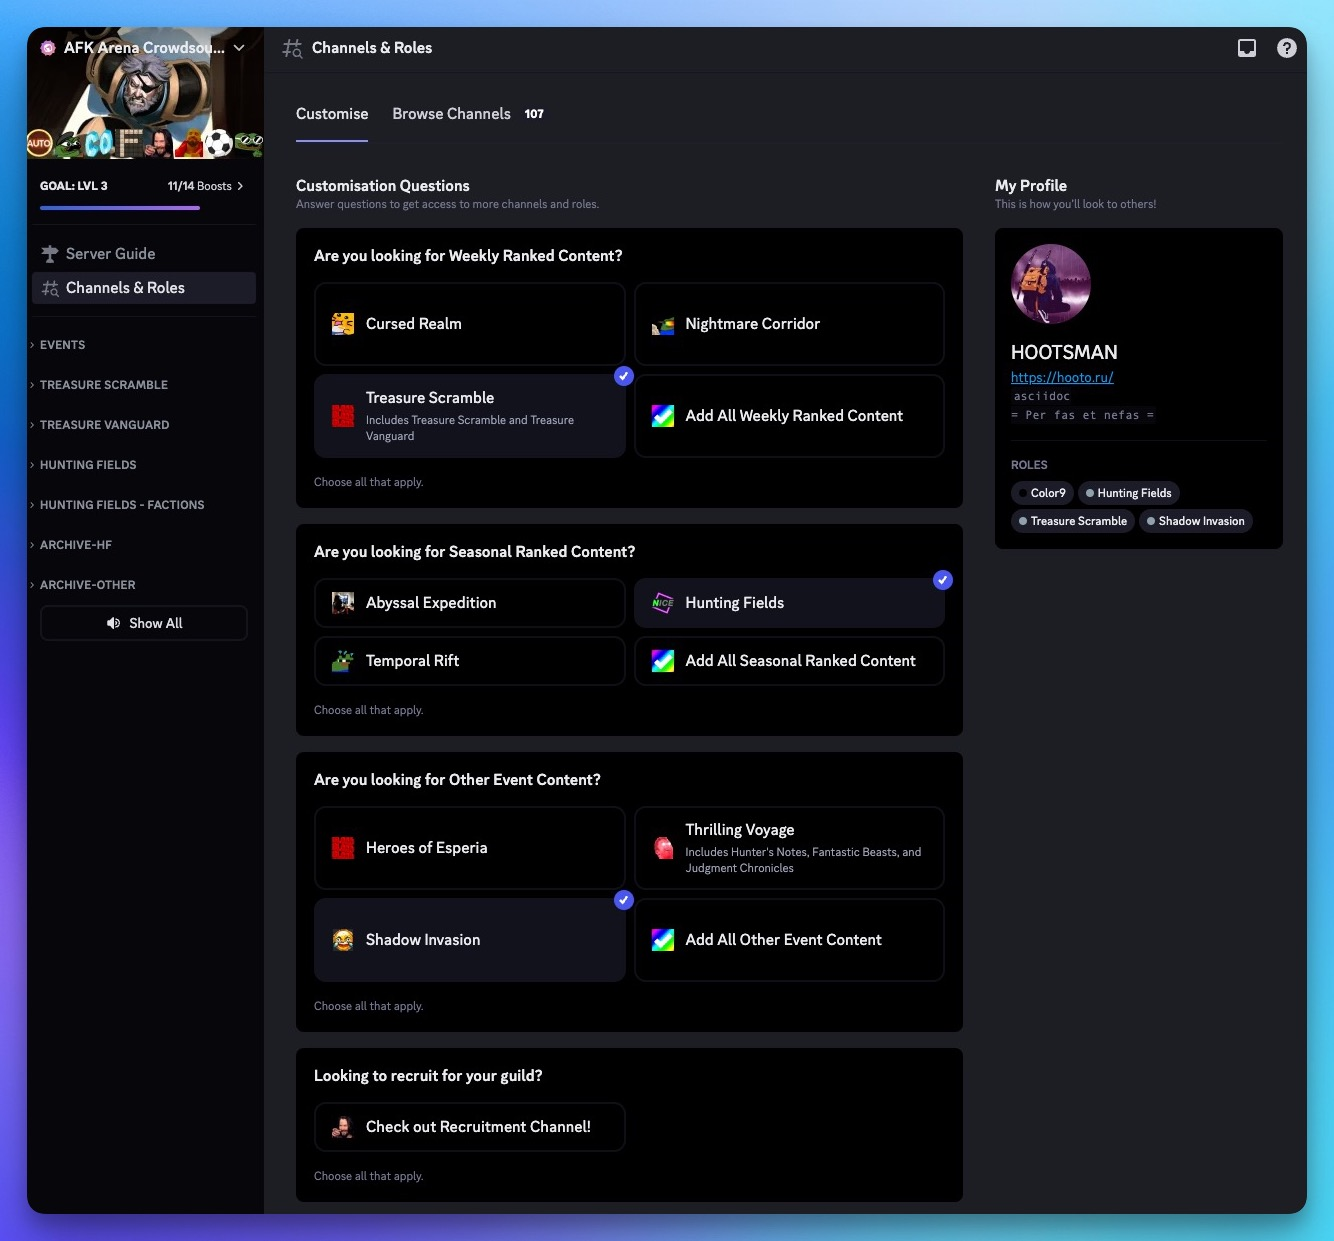 AFK Arena Crowdsou...
AUTO
F
GOAL: LVL 3
11/14 Boosts
Server Guide
Channels & Roles
EVENTS
TREASURE SCRAMBLE
TREASURE VANGUARD
HUNTING FIELDS
HUNTING FIELDS - FACTIONS
ARCHIVE-HF
ARCHIVE-OTHER
Show All
Channels & Roles
?
Customise
Browse Channels 107
Customisation Questions
Answer questions to get access to more channels and roles.
Are you looking for Weekly Ranked Content?
Cursed Realm
Nightmare Corridor
Treasure Scramble
Includes Treasure Scramble and Treasure
Vanguard
Add All Weekly Ranked Content
Choose all that apply.
Are you looking for Seasonal Ranked Content?
Abyssal Expedition
NICE
Hunting Fields
Temporal Rift
Add All Seasonal Ranked Content
Choose all that apply.
Are you looking for Other Event Content?
Heroes of Esperia
Thrilling Voyage
Includes Hunter's Notes, Fantastic Beasts, and
Judgment Chronicles
Shadow Invasion
Add All Other Event Content
Choose all that apply.
Looking to recruit for your guild?
Check out Recruitment Channel!
Choose all that apply.
My Profile
This is how you'll look to others!
HOOTSMAN
https://hooto.ru/
asciidoc
= Per fas et nefas =
ROLES
Color9
Hunting Fields
Treasure Scramble
Shadow Invasion